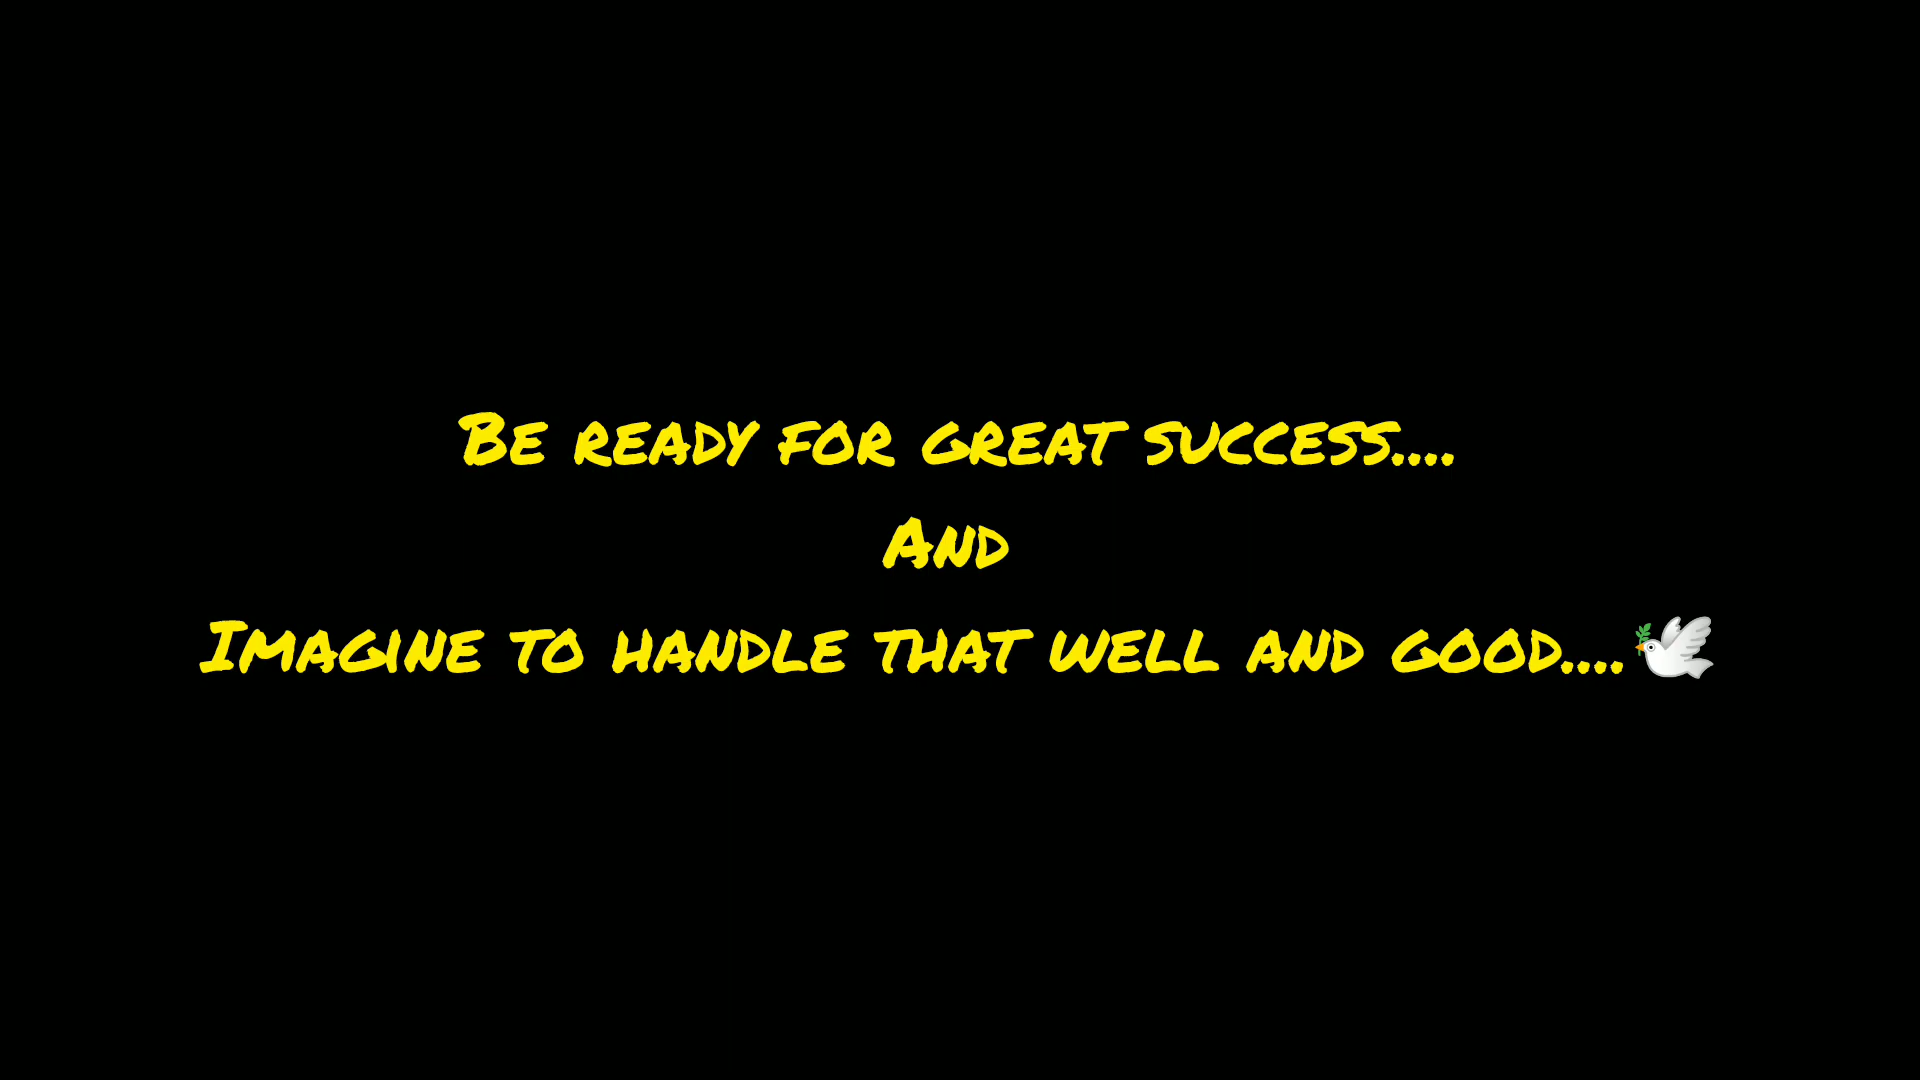 Be ready for great success....
And
Imagine to handle that well and good....🕊